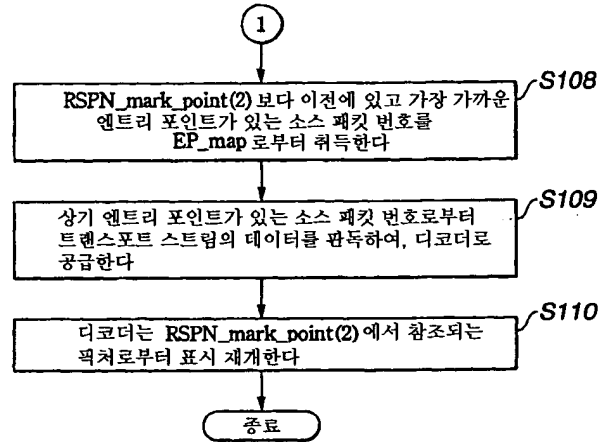 1
S108
RSPN_mark_point(2) 보다 이전에 있고 가장 가까운
엔트리 포인트가 있는 소스 패킷 번호를
EP_map 로부터 취득한다
S109
상기 엔트리 포인트가 있는 소스 패킷 번호로부터
트랜스포트 스트림의 데이터를 판독하여, 디코더로
공급한다
S110
디코더는 RSPN_mark_point(2) 에서 참조되는
픽처로부터 표시 재개한다
종료